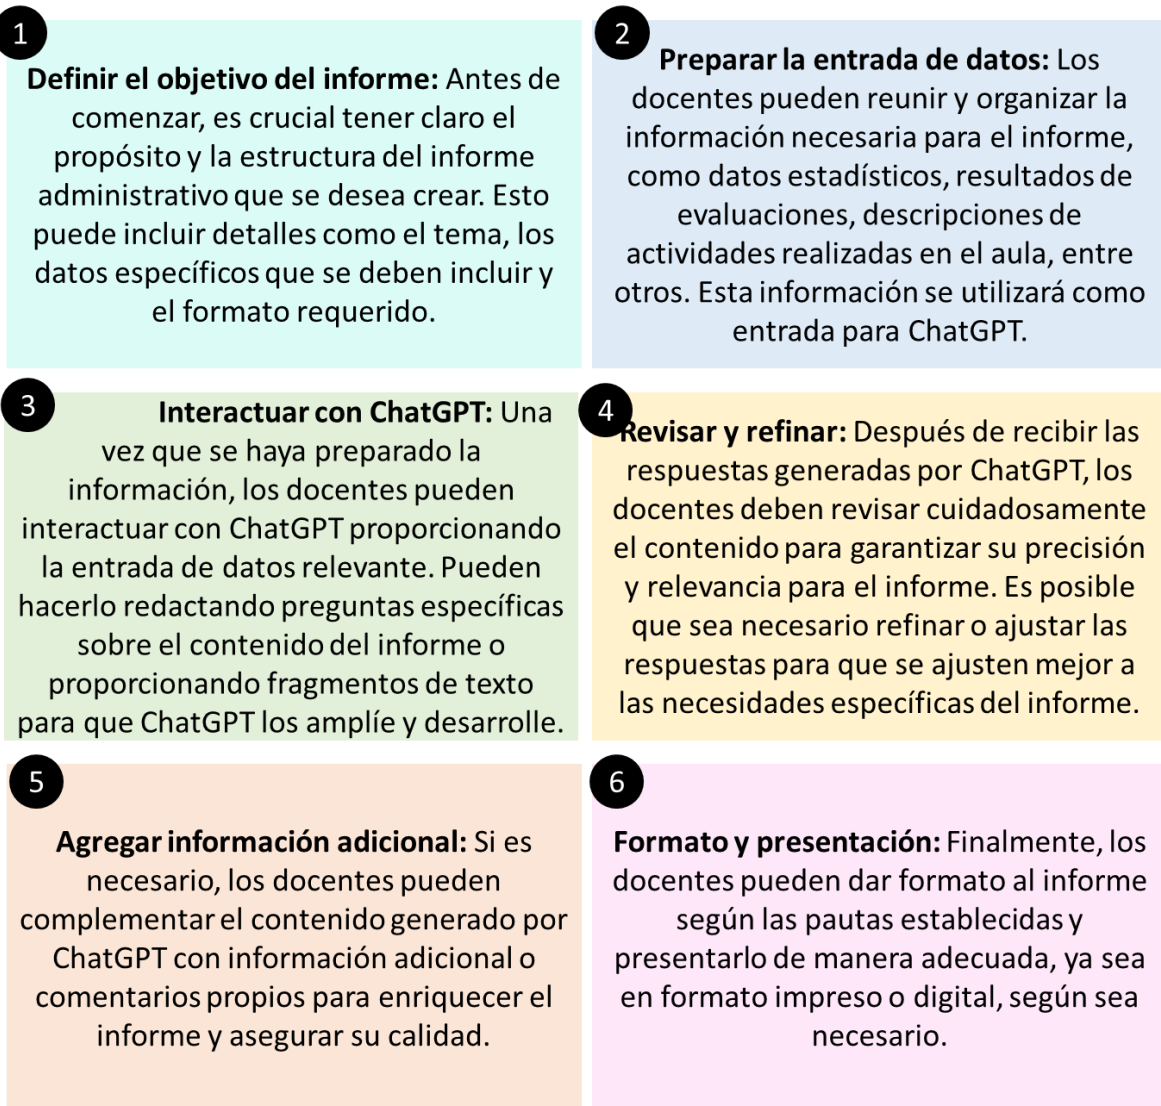 1
Definir el objetivo del informe: Antes de
comenzar, es crucial tener claro el
propósito y la estructura del informe
administrativo que se desea crear. Esto
puede incluir detalles como el tema, los
datos específicos que se deben incluir y
el formato requerido.
2
Preparar la entrada de datos: Los
docentes pueden reunir y organizar la
información necesaria para el informe,
como datos estadísticos, resultados de
evaluaciones, descripciones de
actividades realizadas en el aula, entre
otros. Esta información se utilizará como
entrada para ChatGPT.
3
Interactuar con ChatGPT: Una
vez que se haya preparado la
información, los docentes pueden
interactuar con ChatGPT proporcionando
la entrada de datos relevante. Pueden
hacerlo redactando preguntas específicas
sobre el contenido del informe o
proporcionando fragmentos de texto
para que ChatGPT los amplíe y desarrolle.
4
Revisar y refinar: Después de recibir las
respuestas generadas por ChatGPT, los
docentes deben revisar cuidadosamente
el contenido para garantizar su precisión
y relevancia para el informe. Es posible
que sea necesario refinar o ajustar las
respuestas para que se ajusten mejor a
las necesidades específicas del informe.
5
Agregar información adicional: Si es
necesario, los docentes pueden
complementar el contenido generado por
ChatGPT con información adicional o
comentarios propios para enriquecer el
informe y asegurar su calidad.
6
Formato y presentación: Finalmente, los
docentes pueden dar formato al informe
según las pautas establecidas y
presentarlo de manera adecuada, ya sea
en formato impreso o digital, según sea
necesario.